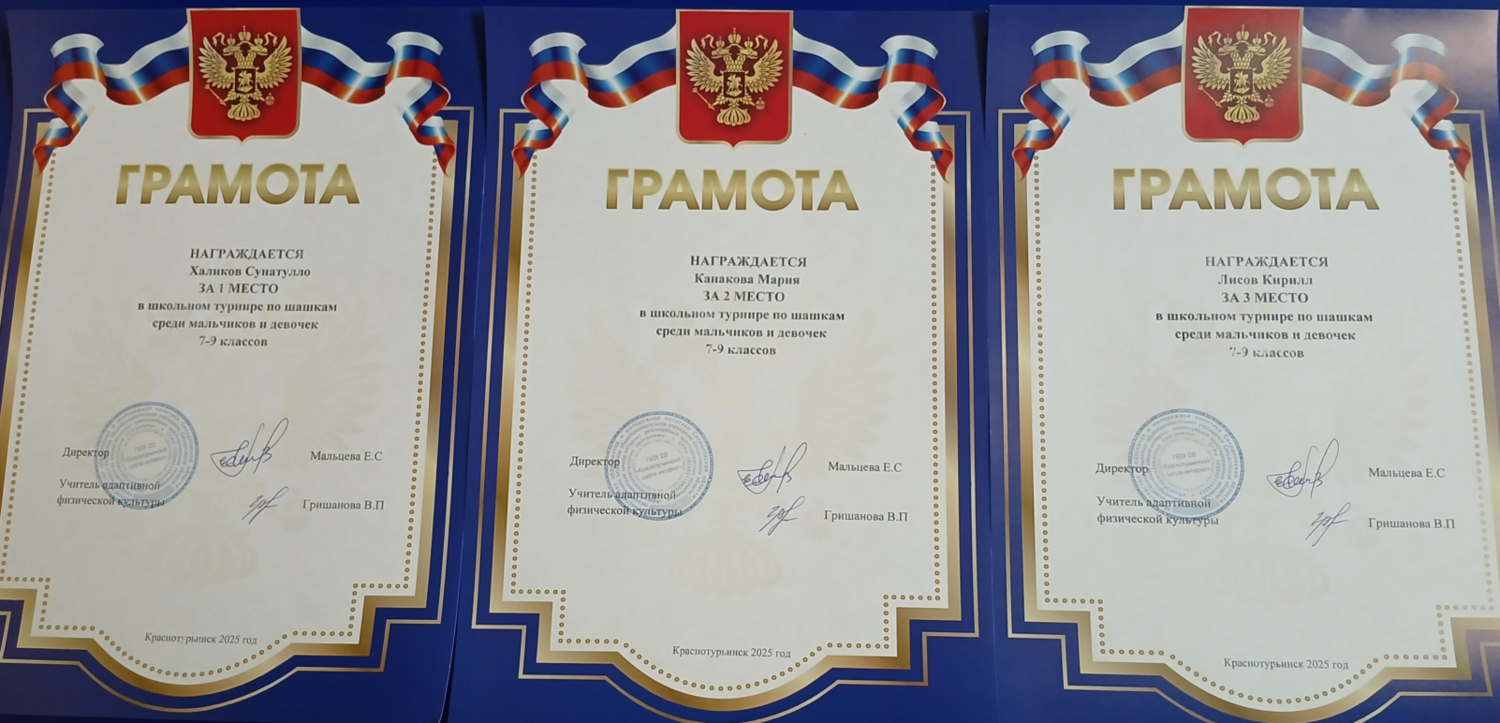 ГРАМОТА
НАГРАЖДАЕТСЯ
Халиков Сунатулло
ЗА 1 МЕСТО
в школьном турнире по шашкам
среди мальчиков и девочек
7-9 классов
Директор
Мальцева Е.С
Учитель адаптивной
физической культуры
Гришанова В.П
Краснотурьинск 2025 год
ГРАМОТА
НАГРАЖДАЕТСЯ
Канакова Мария
ЗА 2 МЕСТО
в школьном турнире по шашкам
среди мальчиков и девочек
7-9 классов
Директор
Мальцева Е.С
Учитель адаптивной
физической культуры
Гришанова В.П
Краснотурьинск 2025 год
ГРАМОТА
НАГРАЖДАЕТСЯ
Лисов Кирилл
ЗА 3 МЕСТО
в школьном турнире по шашкам
среди мальчиков и девочек
7-9 классов
Директор
Мальцева Е.С
Учитель адаптивной
физической культуры
Гришанова В.П
Краснотурьинск 2025 год